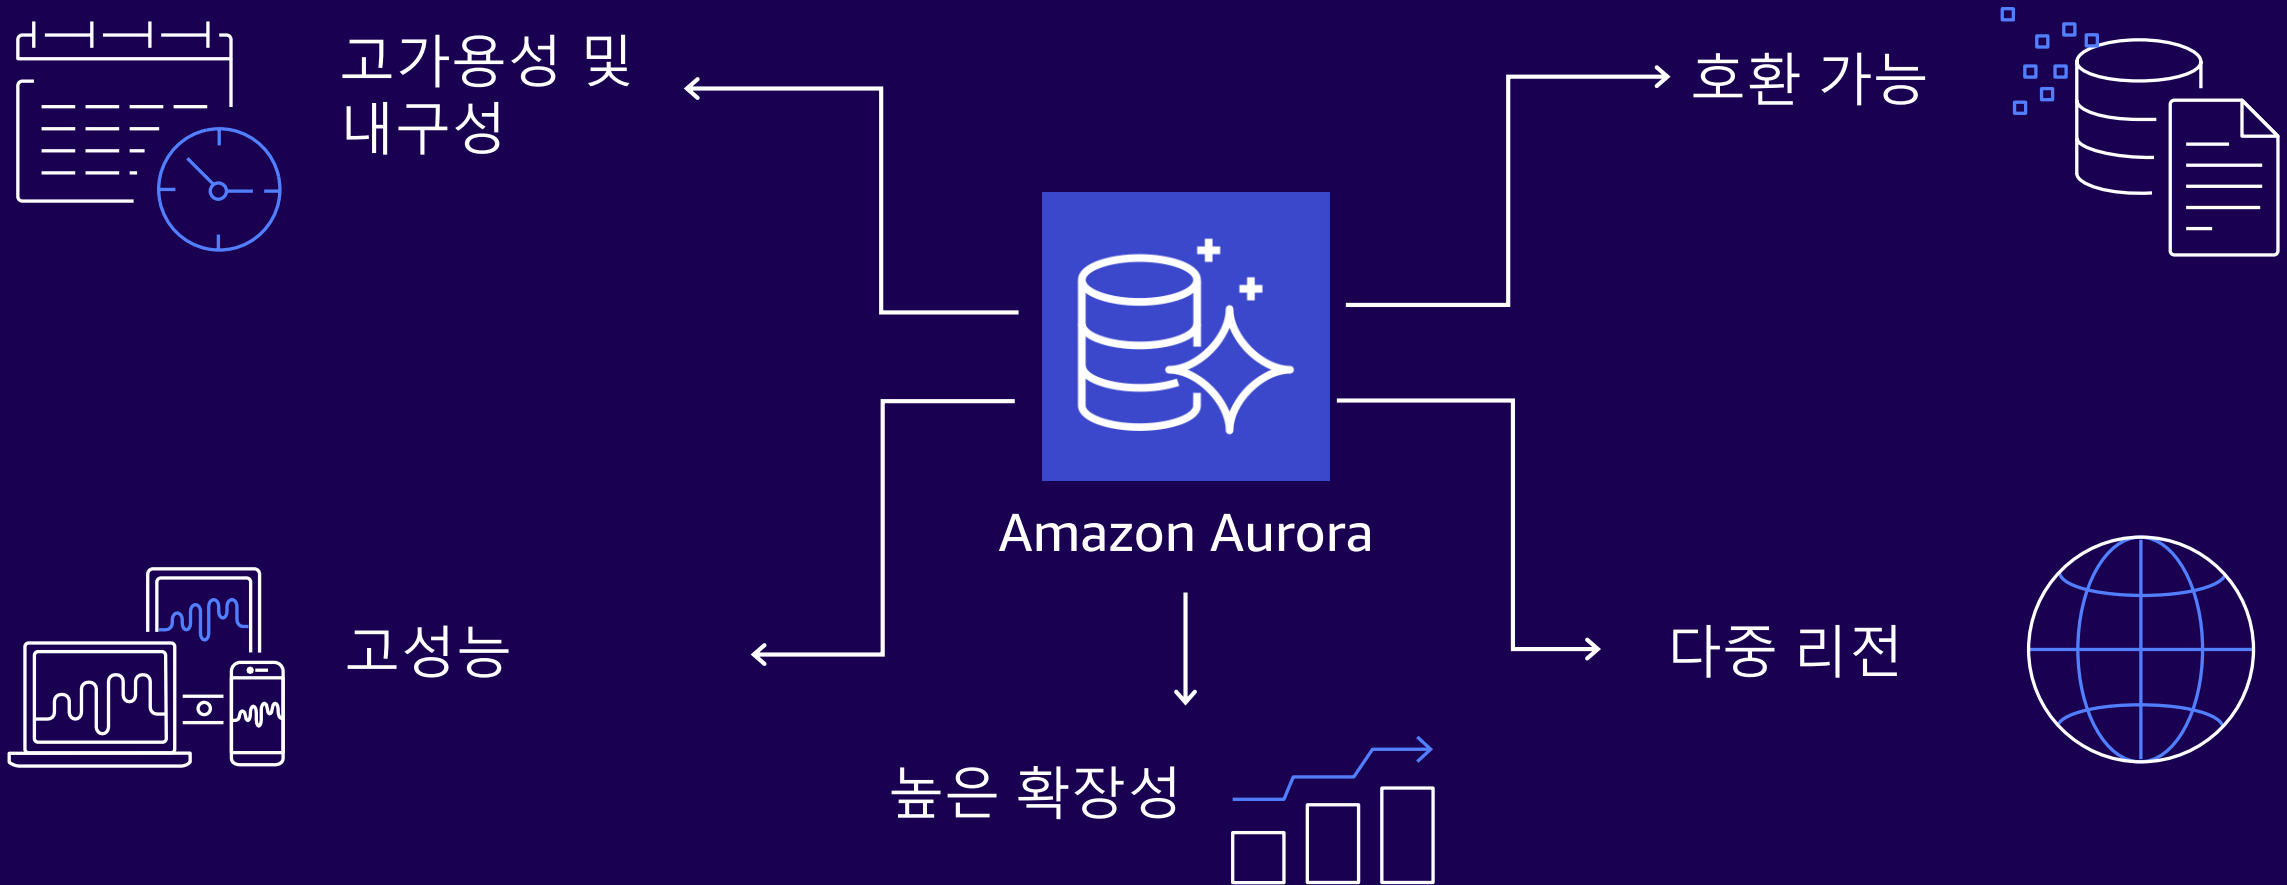 고가용성 및
내구성
호환 가능
Amazon Aurora
고성능
다중 리전
높은 확장성